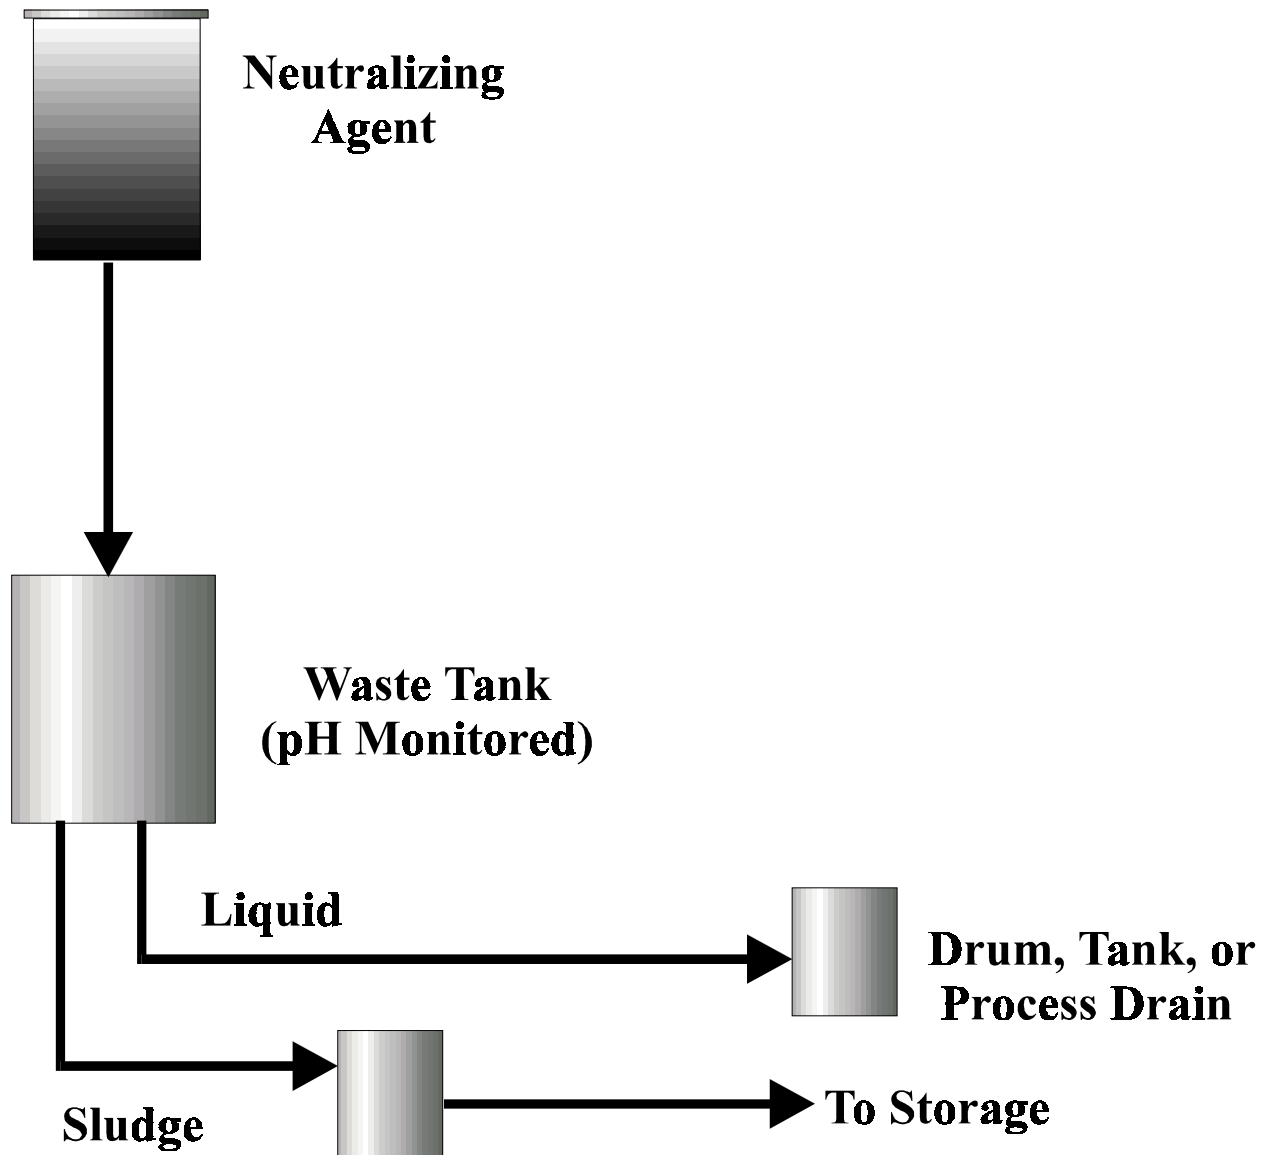 Neutralizing
Agent
Waste Tank
(pH Monitored)
Liquid
Drum, Tank, or
Process Drain
Sludge
To Storage